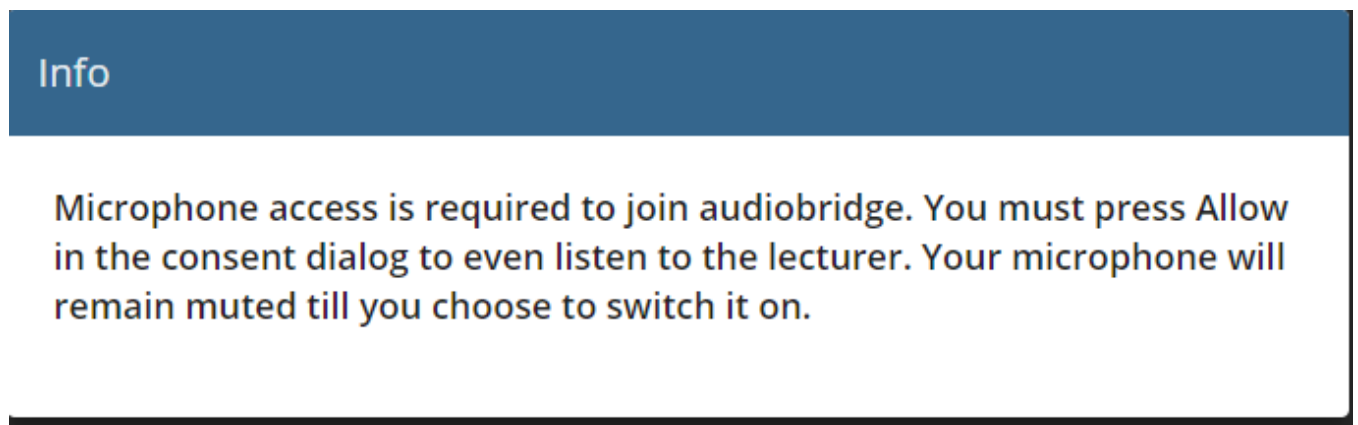 Info
Microphone access is required to join audiobridge. You must press Allow
in the consent dialog to even listen to the lecturer. Your microphone will
remain muted till you choose to switch it on.